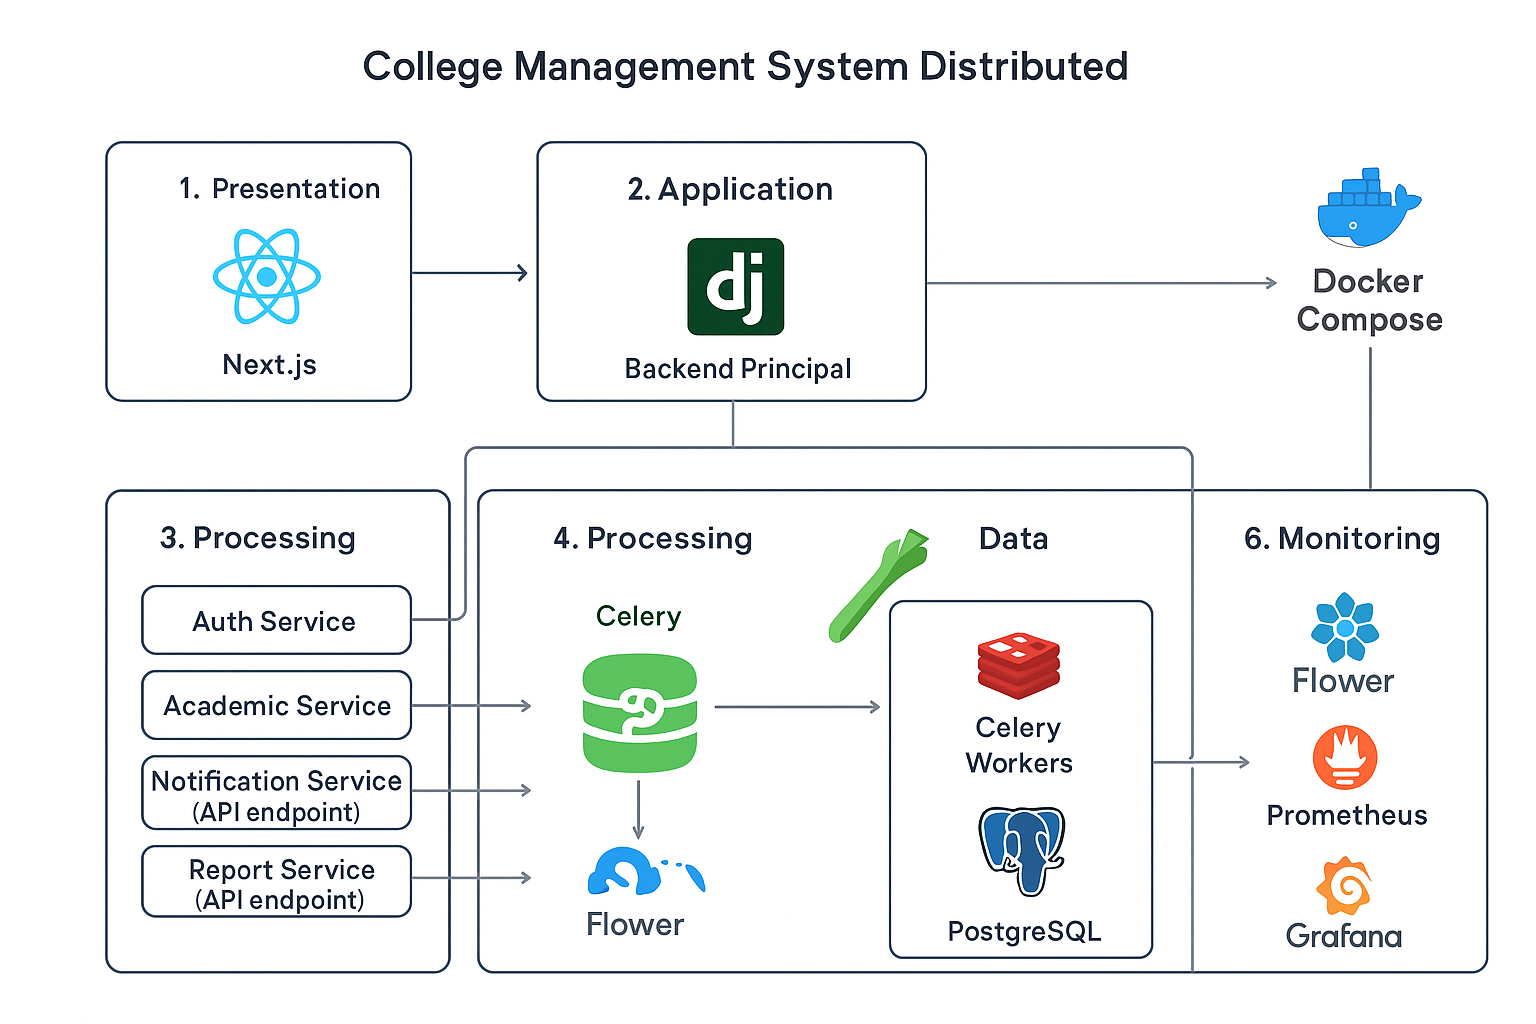 College Management System Distributed
1. Presentation
Next.js
2. Application
dj
Backend Principal
Docker
Compose
3. Processing
Auth Service
Academic Service
Notification Service
(API endpoint)
Report Service
(API endpoint)
4. Processing
Celery
Flower
Data
Celery
Workers
PostgreSQL
6. Monitoring
Flower
Prometheus
Grafana